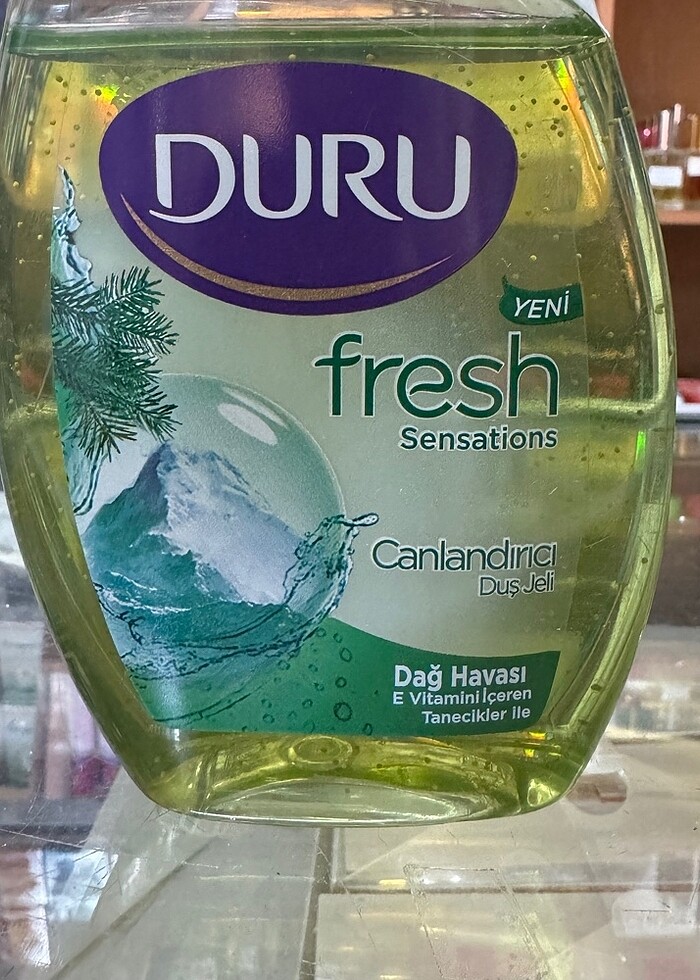 DURU
YENİ
fresh
Sensations
Canlandırıcı
Duş Jeli
Dağ Havası
E Vitamini İçeren
Tanecikler ile